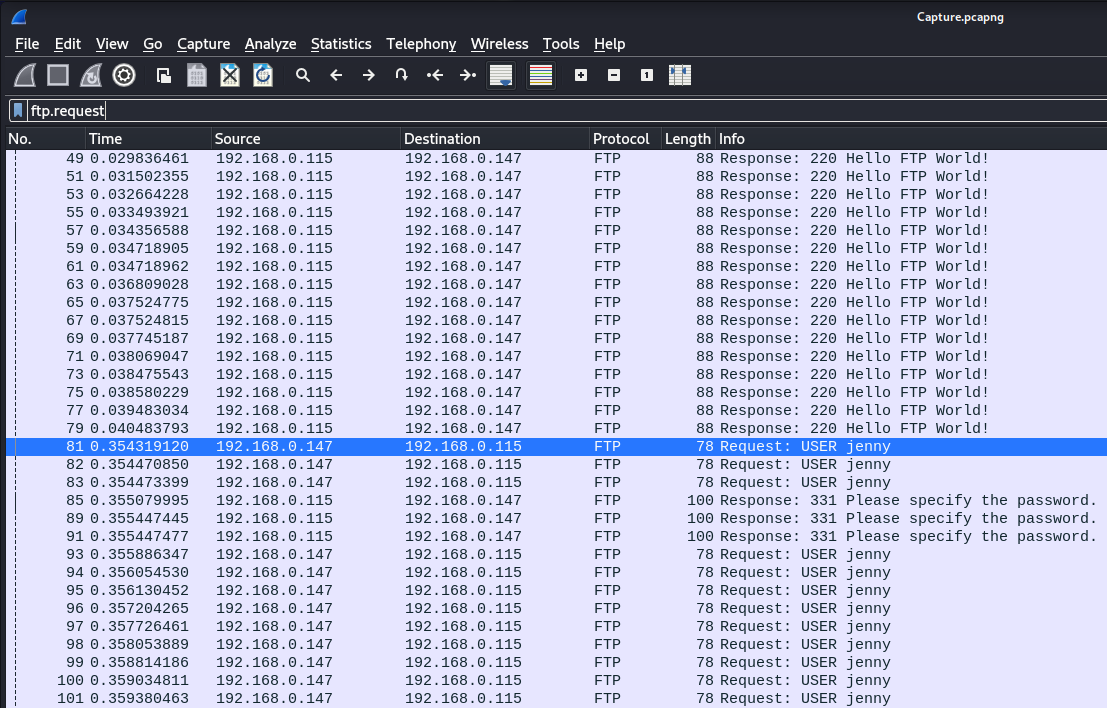 Capture.pcapng
File Edit View Go Capture Analyze Statistics Telephony Wireless Tools Help
ftp.request
No. Time Source Destination Protocol Length Info
49 0.029836461 192.168.0.115 192.168.0.147 FTP 88 Response: 220 Hello FTP World!
51 0.031502355 192.168.0.115 192.168.0.147 FTP 88 Response: 220 Hello FTP World!
53 0.032664228 192.168.0.115 192.168.0.147 FTP 88 Response: 220 Hello FTP World!
55 0.033493921 192.168.0.115 192.168.0.147 FTP 88 Response: 220 Hello FTP World!
57 0.034356588 192.168.0.115 192.168.0.147 FTP 88 Response: 220 Hello FTP World!
59 0.034718905 192.168.0.115 192.168.0.147 FTP 88 Response: 220 Hello FTP World!
61 0.034718962 192.168.0.115 192.168.0.147 FTP 88 Response: 220 Hello FTP World!
63 0.036809028 192.168.0.115 192.168.0.147 FTP 88 Response: 220 Hello FTP World!
65 0.037524775 192.168.0.115 192.168.0.147 FTP 88 Response: 220 Hello FTP World!
67 0.037524815 192.168.0.115 192.168.0.147 FTP 88 Response: 220 Hello FTP World!
69 0.037745187 192.168.0.115 192.168.0.147 FTP 88 Response: 220 Hello FTP World!
71 0.038069047 192.168.0.115 192.168.0.147 FTP 88 Response: 220 Hello FTP World!
73 0.038475543 192.168.0.115 192.168.0.147 FTP 88 Response: 220 Hello FTP World!
75 0.038580229 192.168.0.115 192.168.0.147 FTP 88 Response: 220 Hello FTP World!
77 0.039483034 192.168.0.115 192.168.0.147 FTP 88 Response: 220 Hello FTP World!
79 0.040483793 192.168.0.115 192.168.0.147 FTP 88 Response: 220 Hello FTP World!
81 0.354319120 192.168.0.147 192.168.0.115 FTP 78 Request: USER jenny
82 0.354470850 192.168.0.147 192.168.0.115 FTP 78 Request: USER jenny
83 0.354473399 192.168.0.147 192.168.0.115 FTP 78 Request: USER jenny
85 0.355079995 192.168.0.115 192.168.0.147 FTP 100 Response: 331 Please specify the password.
89 0.355447445 192.168.0.115 192.168.0.147 FTP 100 Response: 331 Please specify the password.
91 0.355447477 192.168.0.115 192.168.0.147 FTP 100 Response: 331 Please specify the password.
93 0.355886347 192.168.0.147 192.168.0.115 FTP 78 Request: USER jenny
94 0.356054530 192.168.0.147 192.168.0.115 FTP 78 Request: USER jenny
95 0.356130452 192.168.0.147 192.168.0.115 FTP 78 Request: USER jenny
96 0.357204265 192.168.0.147 192.168.0.115 FTP 78 Request: USER jenny
97 0.357726461 192.168.0.147 192.168.0.115 FTP 78 Request: USER jenny
98 0.358053889 192.168.0.147 192.168.0.115 FTP 78 Request: USER jenny
99 0.358814186 192.168.0.147 192.168.0.115 FTP 78 Request: USER jenny
100 0.359034811 192.168.0.147 192.168.0.115 FTP 78 Request: USER jenny
101 0.359380463 192.168.0.147 192.168.0.115 FTP 78 Request: USER jenny